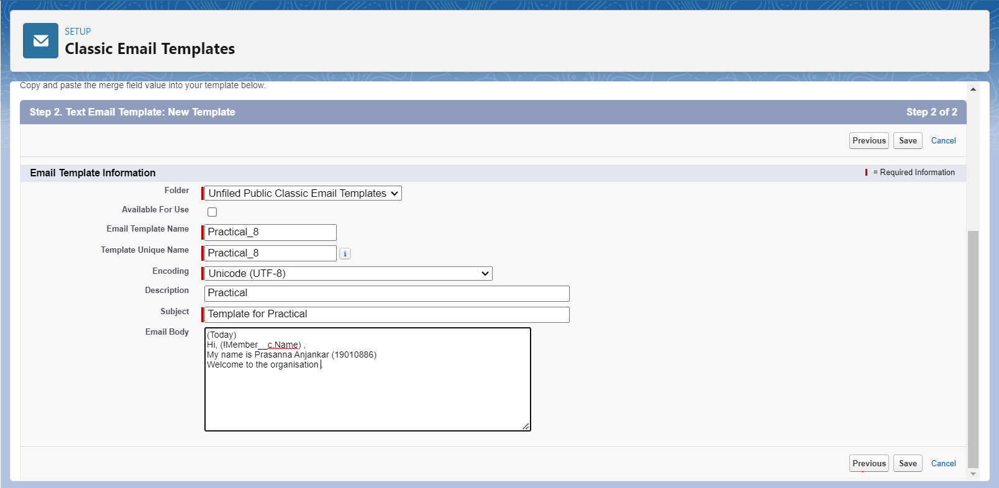 SETUP
Classic Email Templates
Copy and paste the merge field value into your template below.
Step 2. Text Email Template: New Template
Step 2 of 2
Previous
Save
Cancel
Email Template Information
= Required Information
Folder
Unfiled Public Classic Email Templates
Available For Use
Email Template Name
Practical_8
Template Unique Name
Practical_8
i
Encoding
Unicode (UTF-8)
Description
Practical
Subject
Template for Practical
Email Body
(Today)
Hi, (!Member__c.Name) ,
My name is Prasanna Anjankar (19010886)
Welcome to the organisation .
Previous
Save
Cancel